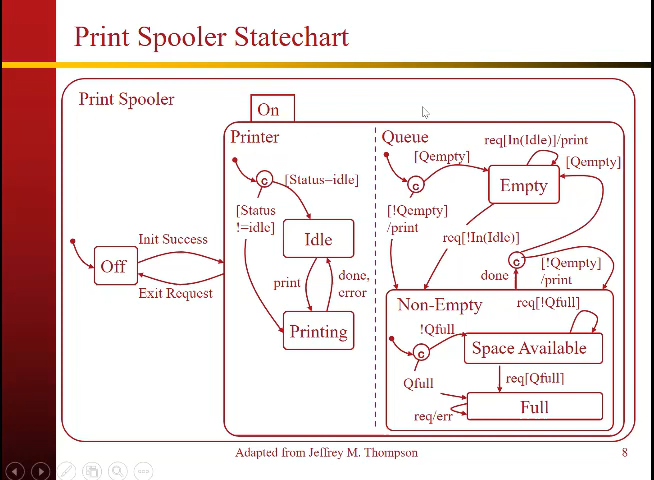 Print Spooler Statechart
Print Spooler
On
Printer
Queue
req[In(Idle)]/print
[Qempty]
[Qempty]
C
[Status=idle]
C
Empty
[Status
!=idle]
[!Qempty]
/print
Idle
req[!In(Idle)]
Off
Init Success
Exit Request
C
done
[!Qempty]
/print
print
done,
error
Non-Empty
req[!Qfull]
Printing
!Qfull
C
Space Available
Qfull
req[Qfull]
Full
req/err
Adapted from Jeffrey M. Thompson
8